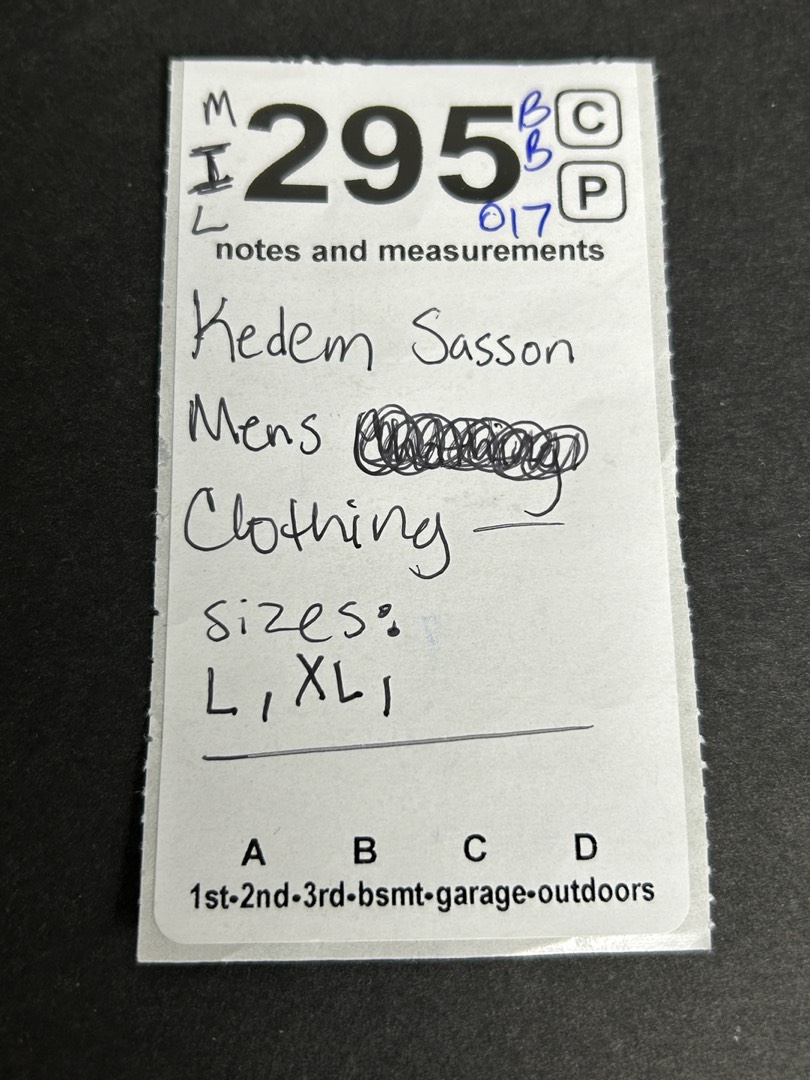 M
I
L
295
B
B
017
C
P
notes and measurements
Kedem Sasson
Mens
Clothing —
sizes:
L, XL,
A B C D
1st•2nd•3rd•bsmt•garage•outdoors